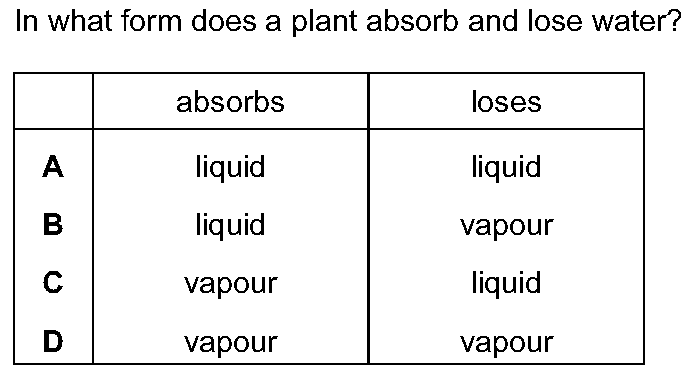 In what form does a plant absorb and lose water?
absorbs loses
A liquid liquid
B liquid vapour
C vapour liquid
D vapour vapour